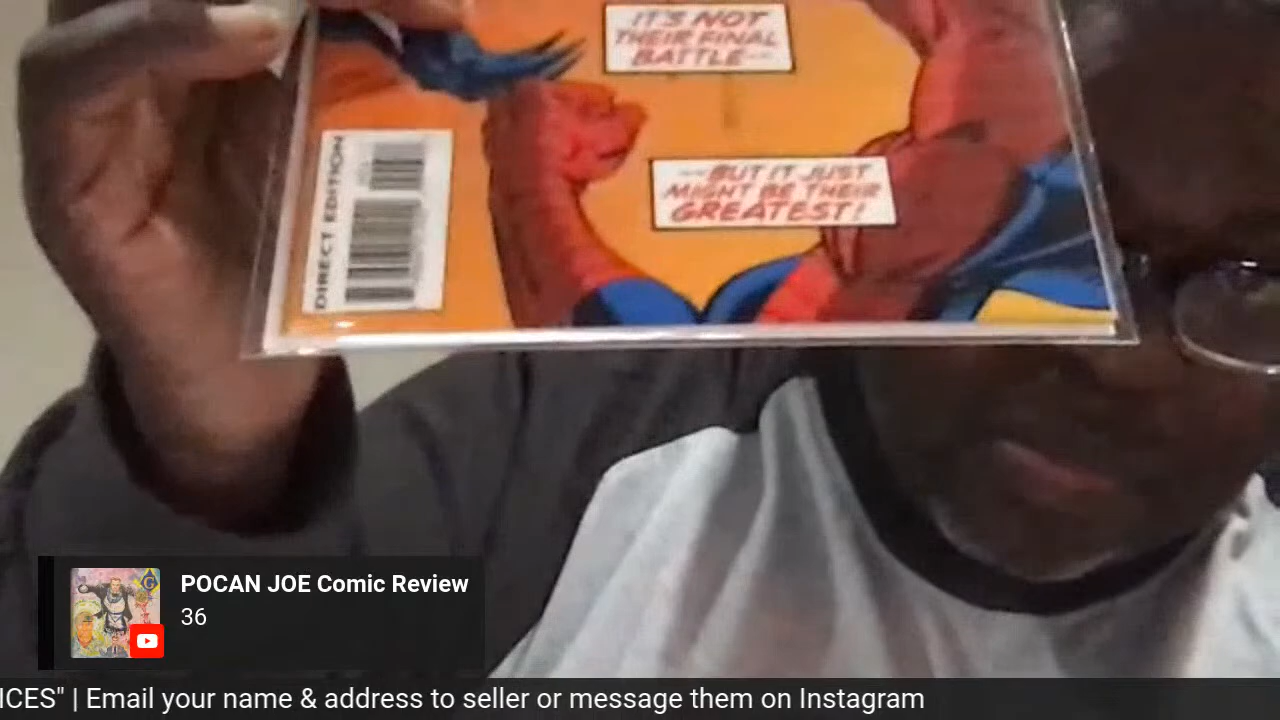 IT'S NOT
THEIR FINAL
BATTLE--
--BUT IT JUST
MIGHT BE THEIR
GREATEST!
DIRECT EDITION
POCAN JOE Comic Review
36
ICES" | Email your name & address to seller or message them on Instagram